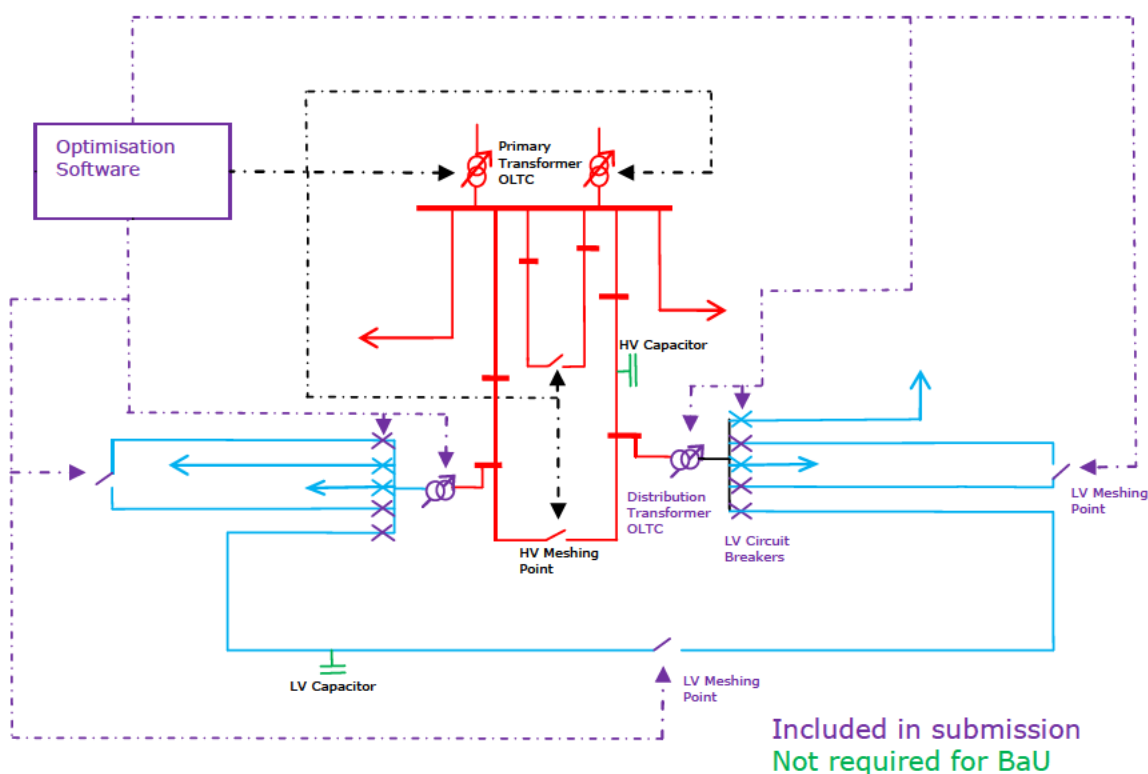 Optimisation
Software
Primary
Transformer
OLTC
HV Capacitor
Distribution
Transformer
OLTC
LV Circuit
Breakers
LV Meshing
Point
HV Meshing
Point
LV Capacitor
LV Meshing
Point
Included in submission
Not required for BaU